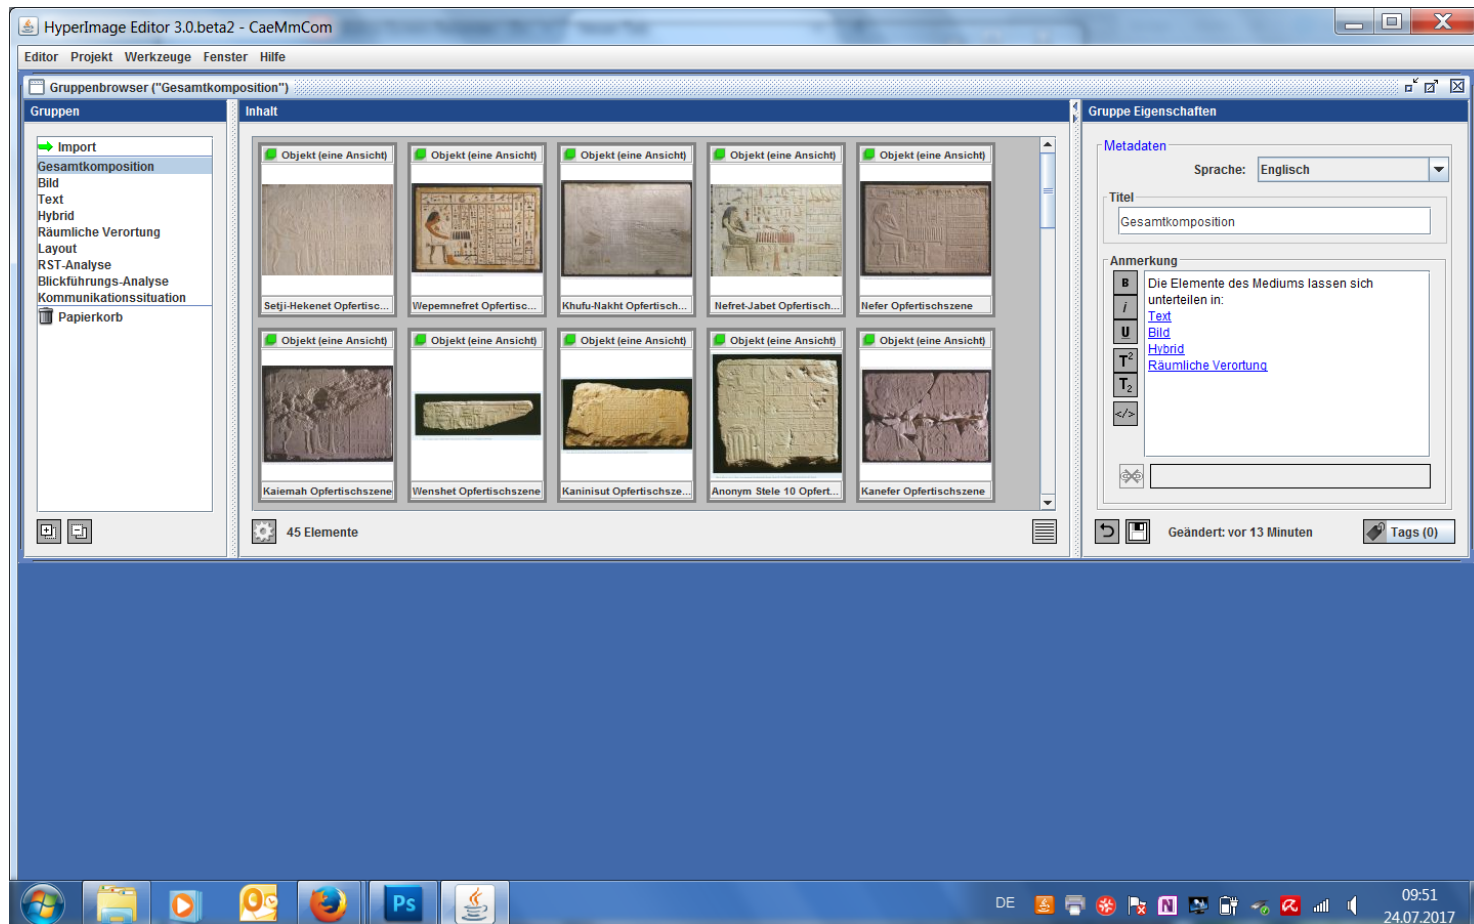 HyperImage Editor 3.0.beta2 - CaeMmCom
Editor Projekt Werkzeuge Fenster Hilfe
Gruppenbrowser ("Gesamtkomposition")
Gruppen
Import
Gesamtkomposition
Bild
Text
Hybrid
Räumliche Verortung
Layout
RST-Analyse
Blickführungs-Analyse
Kommunikationssituation
Papierkorb
Inhalt
Objekt (eine Ansicht) Objekt (eine Ansicht) Objekt (eine Ansicht) Objekt (eine Ansicht) Objekt (eine Ansicht)
Setji-Hekenet Opfertisc... Wepemnefret Opfertisc... Khufu-Nakht Opfertisch... Nefret-Jabet Opfertisch... Nefer Opfertischszene
Objekt (eine Ansicht) Objekt (eine Ansicht) Objekt (eine Ansicht) Objekt (eine Ansicht) Objekt (eine Ansicht)
Kaiemah Opfertischszene Wenshet Opfertischszene Kaninisut Opfertischsze... Anonym Stele 10 Opfert... Kanefer Opfertischszene
45 Elemente
Gruppe Eigenschaften
Metadaten
Sprache: Englisch
Titel
Gesamtkomposition
Anmerkung
B
i
U
T²
T₂
</>
Die Elemente des Mediums lassen sich
unterteilen in:
Text
Bild
Hybrid
Räumliche Verortung
Geändert: vor 13 Minuten
Tags (0)
Ps
DE
N
09:51
24.07.2017